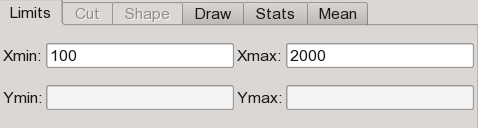 Limits Cut Shape Draw Stats Mean
Xmin: 100 Xmax: 2000
Ymin: Ymax: